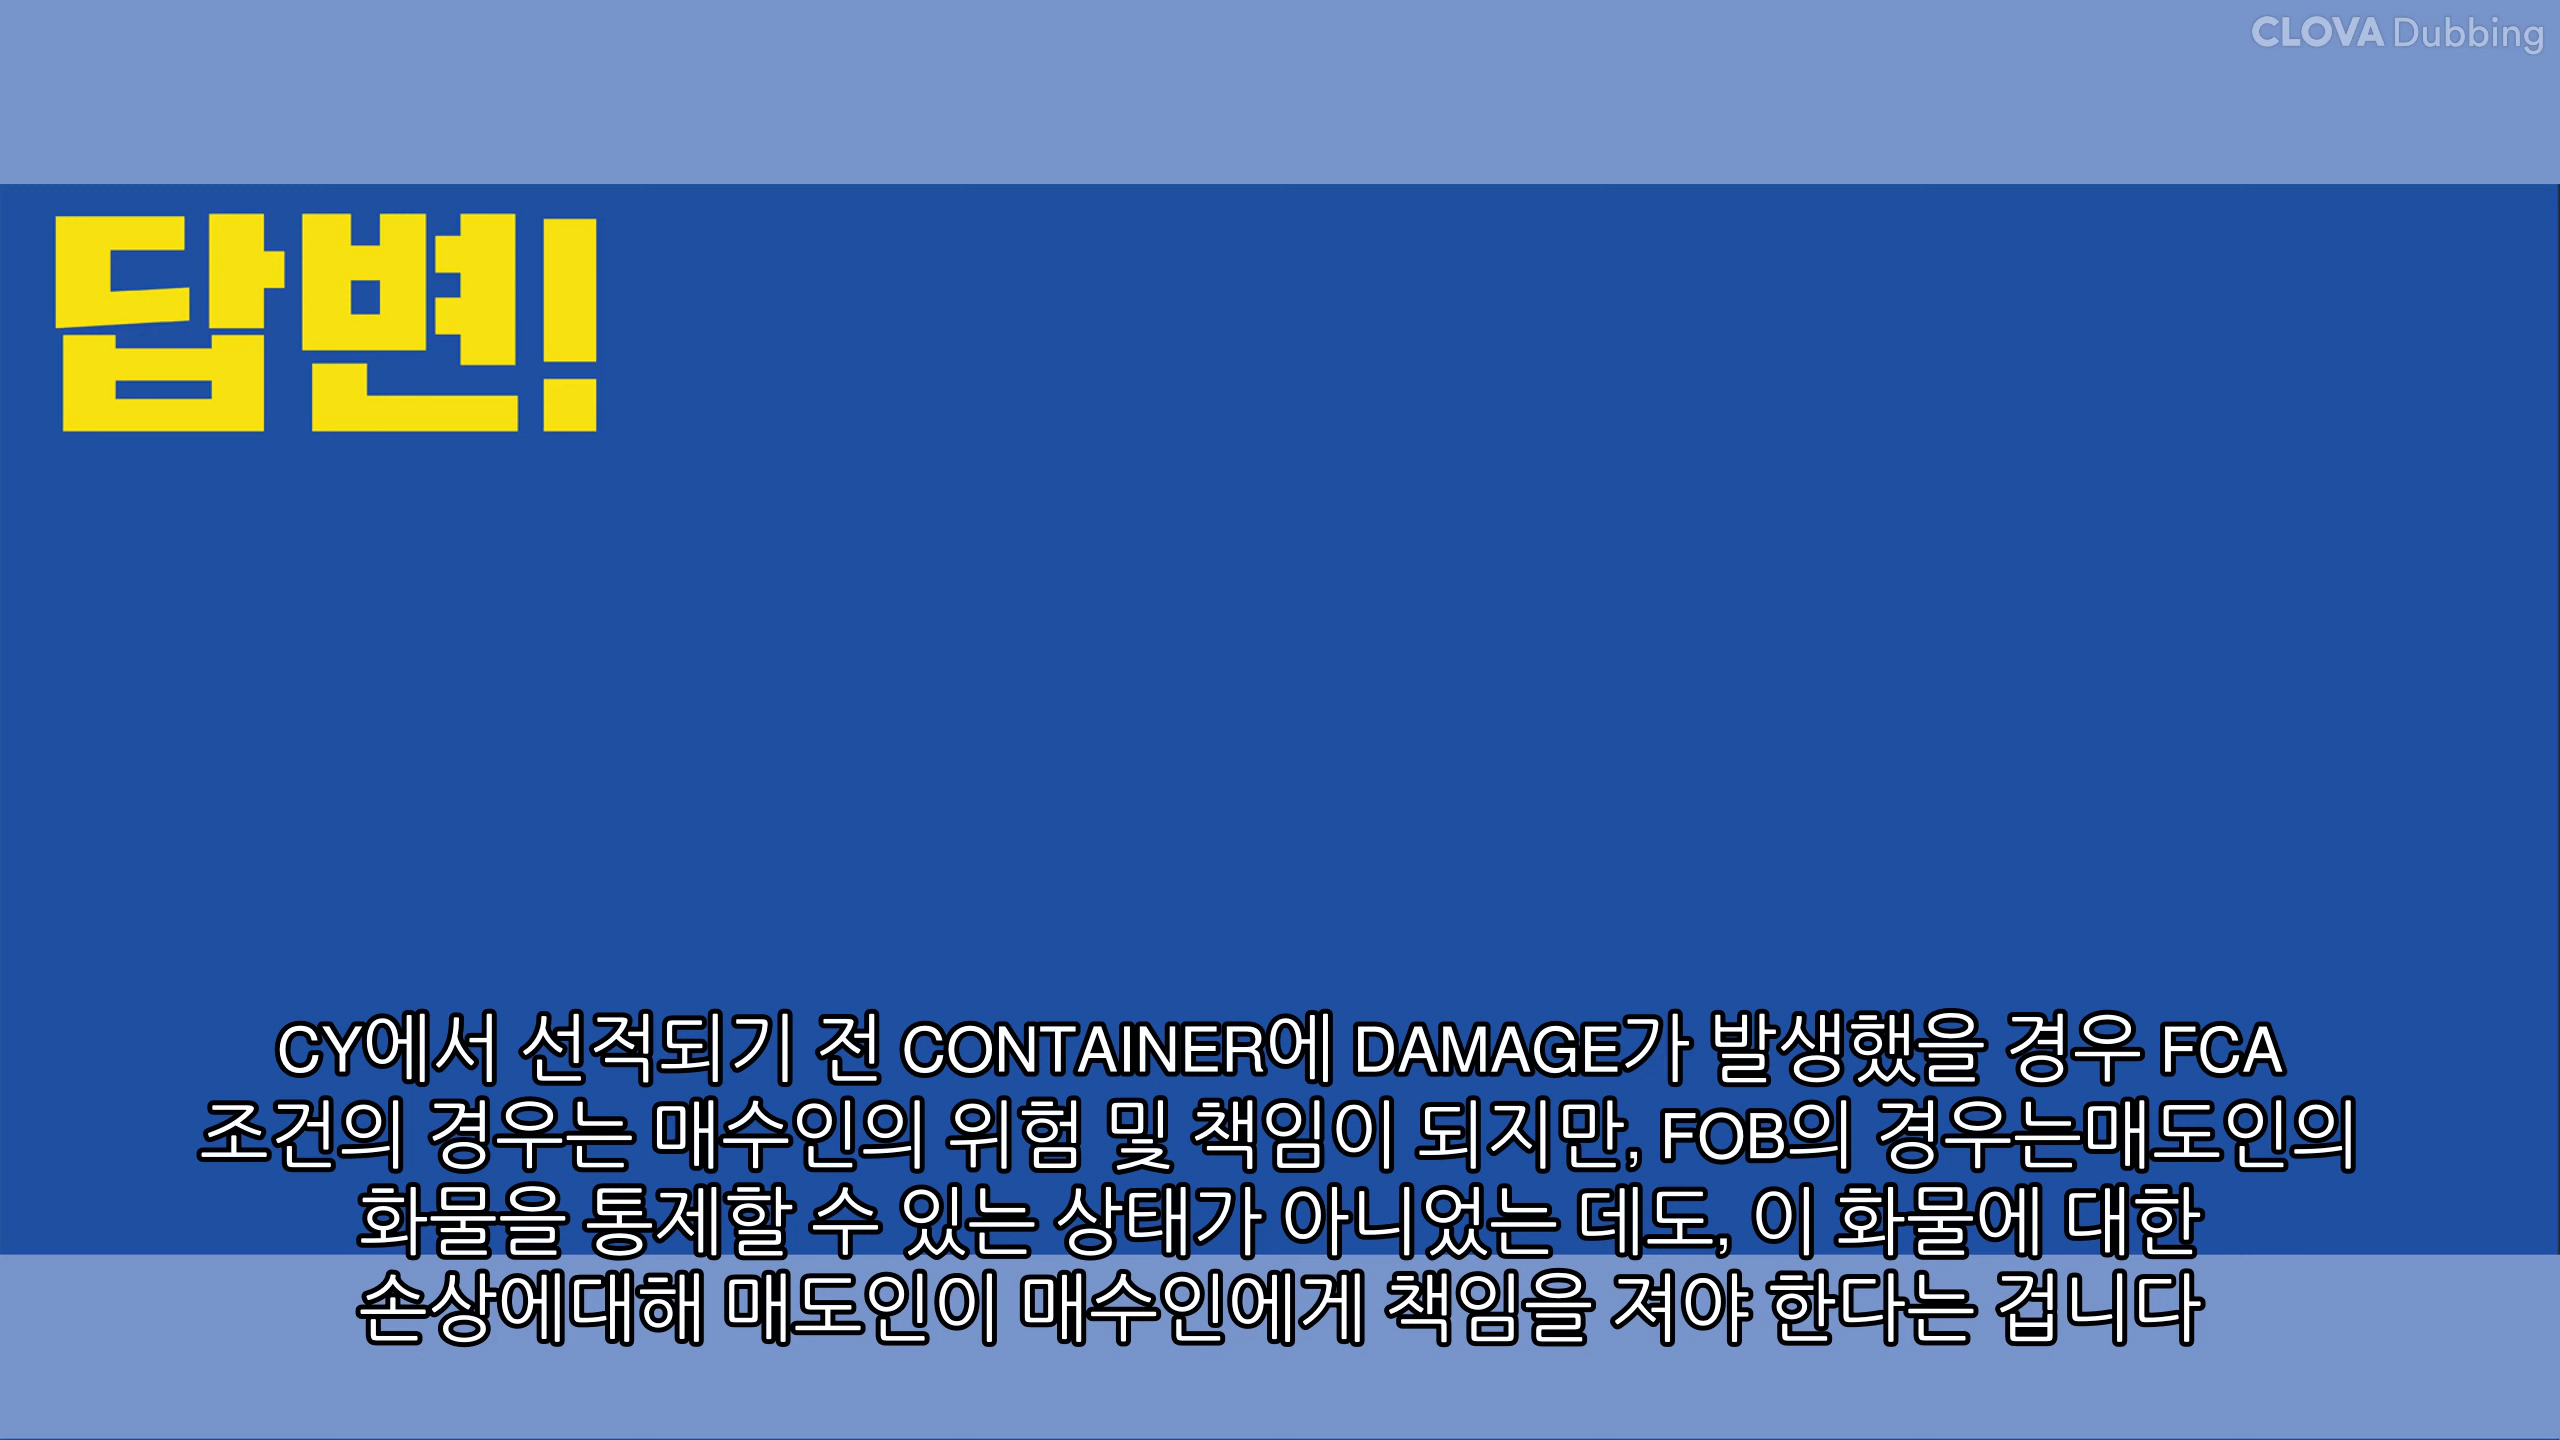 CLOVA Dubbing
답변!
CY에서 선적되기 전 CONTAINER에 DAMAGE가 발생했을 경우 FCA
조건의 경우는 매수인의 위험 및 책임이 되지만, FOB의 경우는매도인의
화물을 통제할 수 있는 상태가 아니었는 데도, 이 화물에 대한
손상에대해 매도인이 매수인에게 책임을 져야 한다는 겁니다